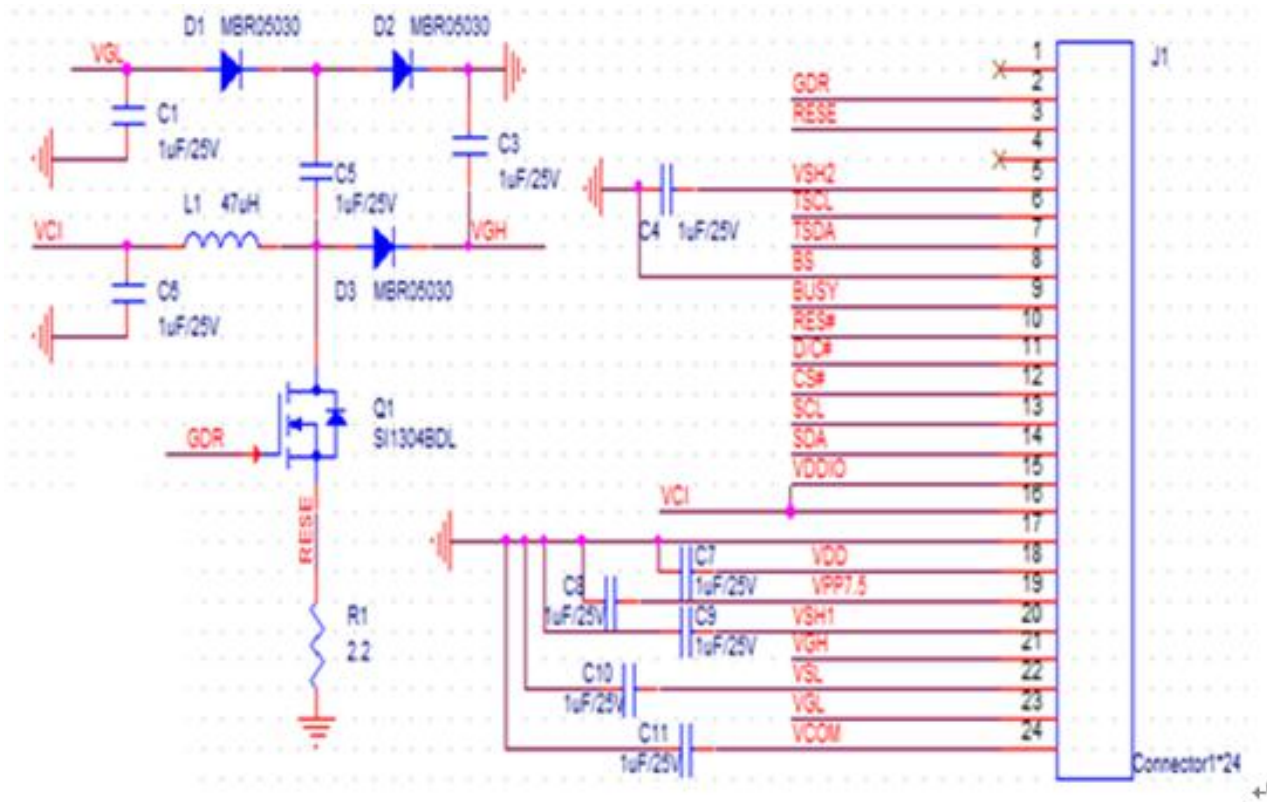 D1 MBR05030
D2 MBR05030
VGL
C1
1uF/25V
C3
1uF/25V
C5
1uF/25V
L1 47uH
VCI
VGH
C6
1uF/25V
D3 MBR05030
Q1
SI1304BDL
GDR
RESE
R1
2.2
J1
1
2
GDR
3
RESE
4
5
VSH2
6
TSCL
7
TSDA
8
BS
9
BUSY
10
RES#
11
D/C#
12
CS#
13
SCL
14
SDA
15
VDDIO
16
VCI
17
18
VDD
19
VPP7.5
20
VSH1
21
VGH
22
VSL
23
VGL
24
VCOM
C4 1uF/25V
C7
1uF/25V
C8
1uF/25V
C9
1uF/25V
C10
1uF/25V
C11
1uF/25V
Connector1*24